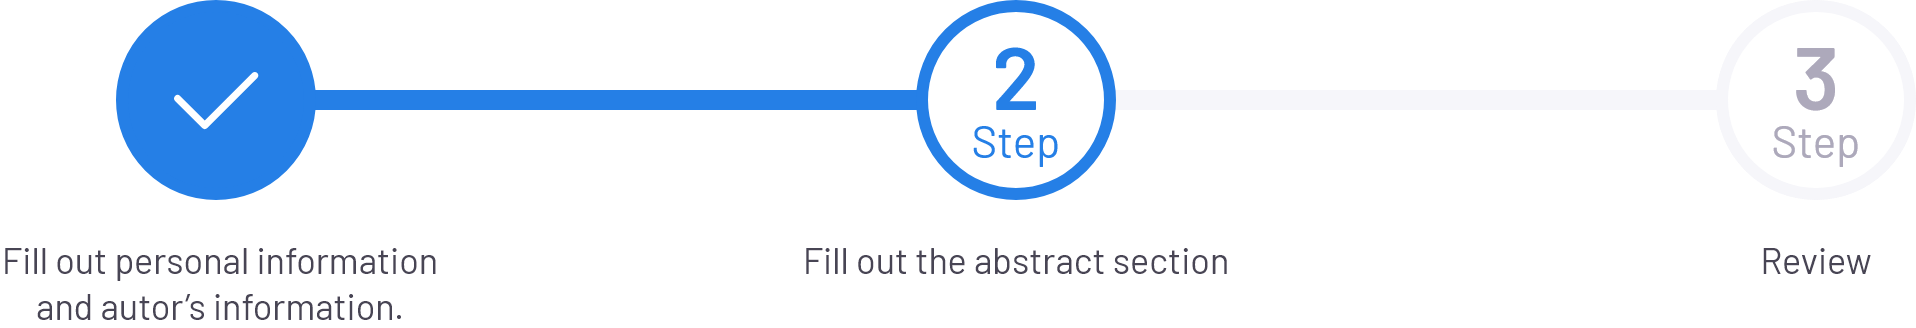 2
Step
3
Step
Fill out personal information
and autor’s information.
Fill out the abstract section
Review